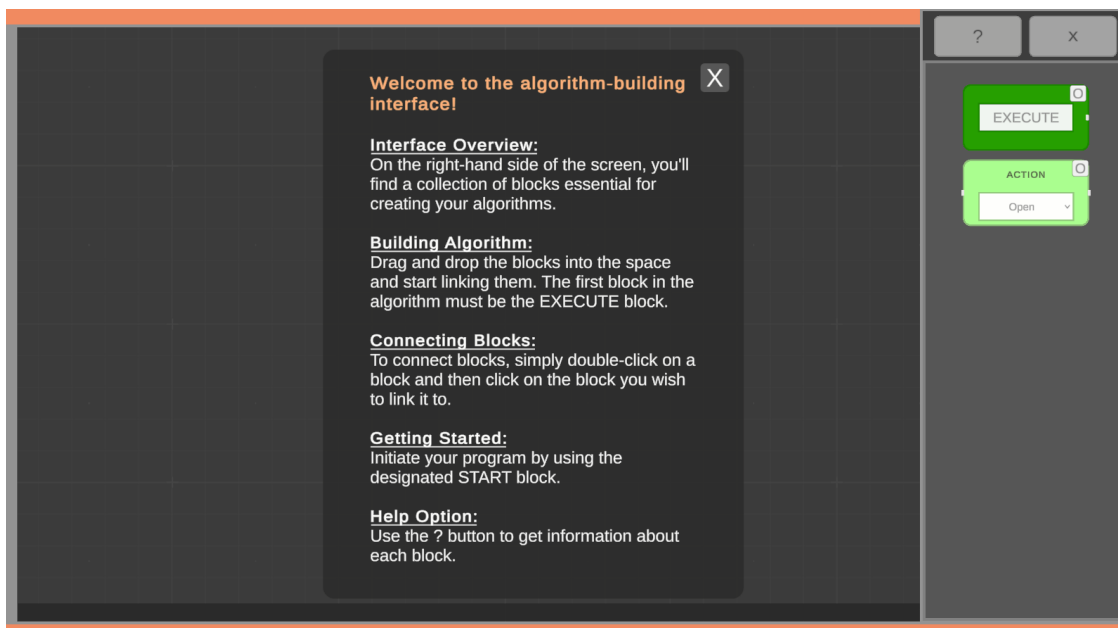 Welcome to the algorithm-building
interface!
X
Interface Overview:
On the right-hand side of the screen, you'll
find a collection of blocks essential for
creating your algorithms.
Building Algorithm:
Drag and drop the blocks into the space
and start linking them. The first block in the
algorithm must be the EXECUTE block.
Connecting Blocks:
To connect blocks, simply double-click on a
block and then click on the block you wish
to link it to.
Getting Started:
Initiate your program by using the
designated START block.
Help Option:
Use the ? button to get information about
each block.
? x
O
EXECUTE
O
ACTION
Open